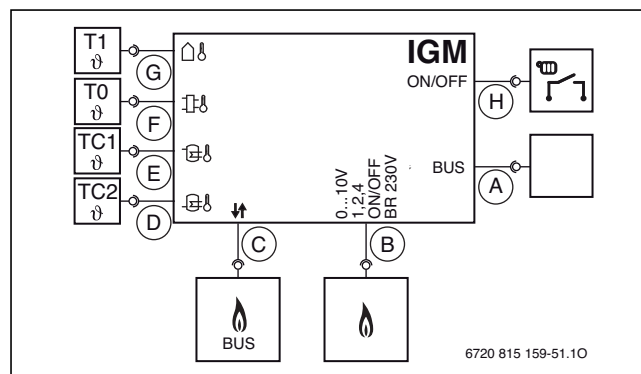 T1
ϑ
G
T0
ϑ
F
TC1
ϑ
E
TC2
ϑ
D
IGM
ON/OFF
H
BUS
A
0...10V
1,2,4
ON/OFF
BR 230V
C
B
BUS
6720 815 159-51.1O